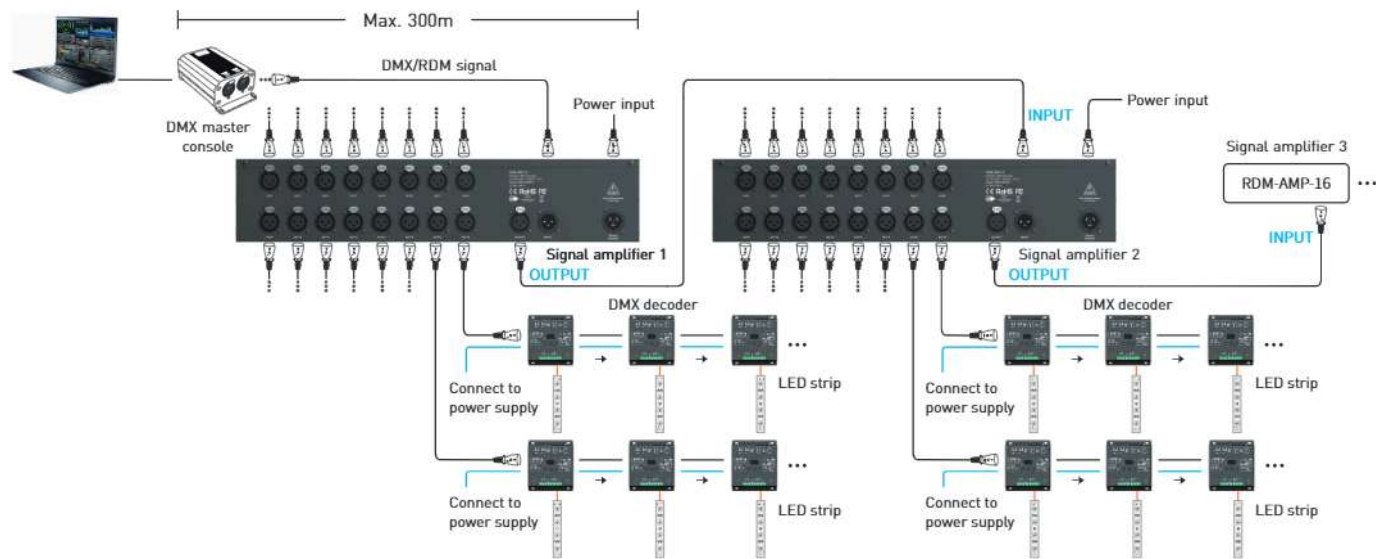 Max. 300m
DMX/RDM signal
Power input
DMX master
console
INPUT
Power input
Signal amplifier 3
RDM-AMP-16
...
INPUT
Signal amplifier 1
OUTPUT
Signal amplifier 2
OUTPUT
DMX decoder
DMX decoder
...
...
Connect to
power supply
LED strip
Connect to
power supply
LED strip
...
...
Connect to
power supply
LED strip
Connect to
power supply
LED strip